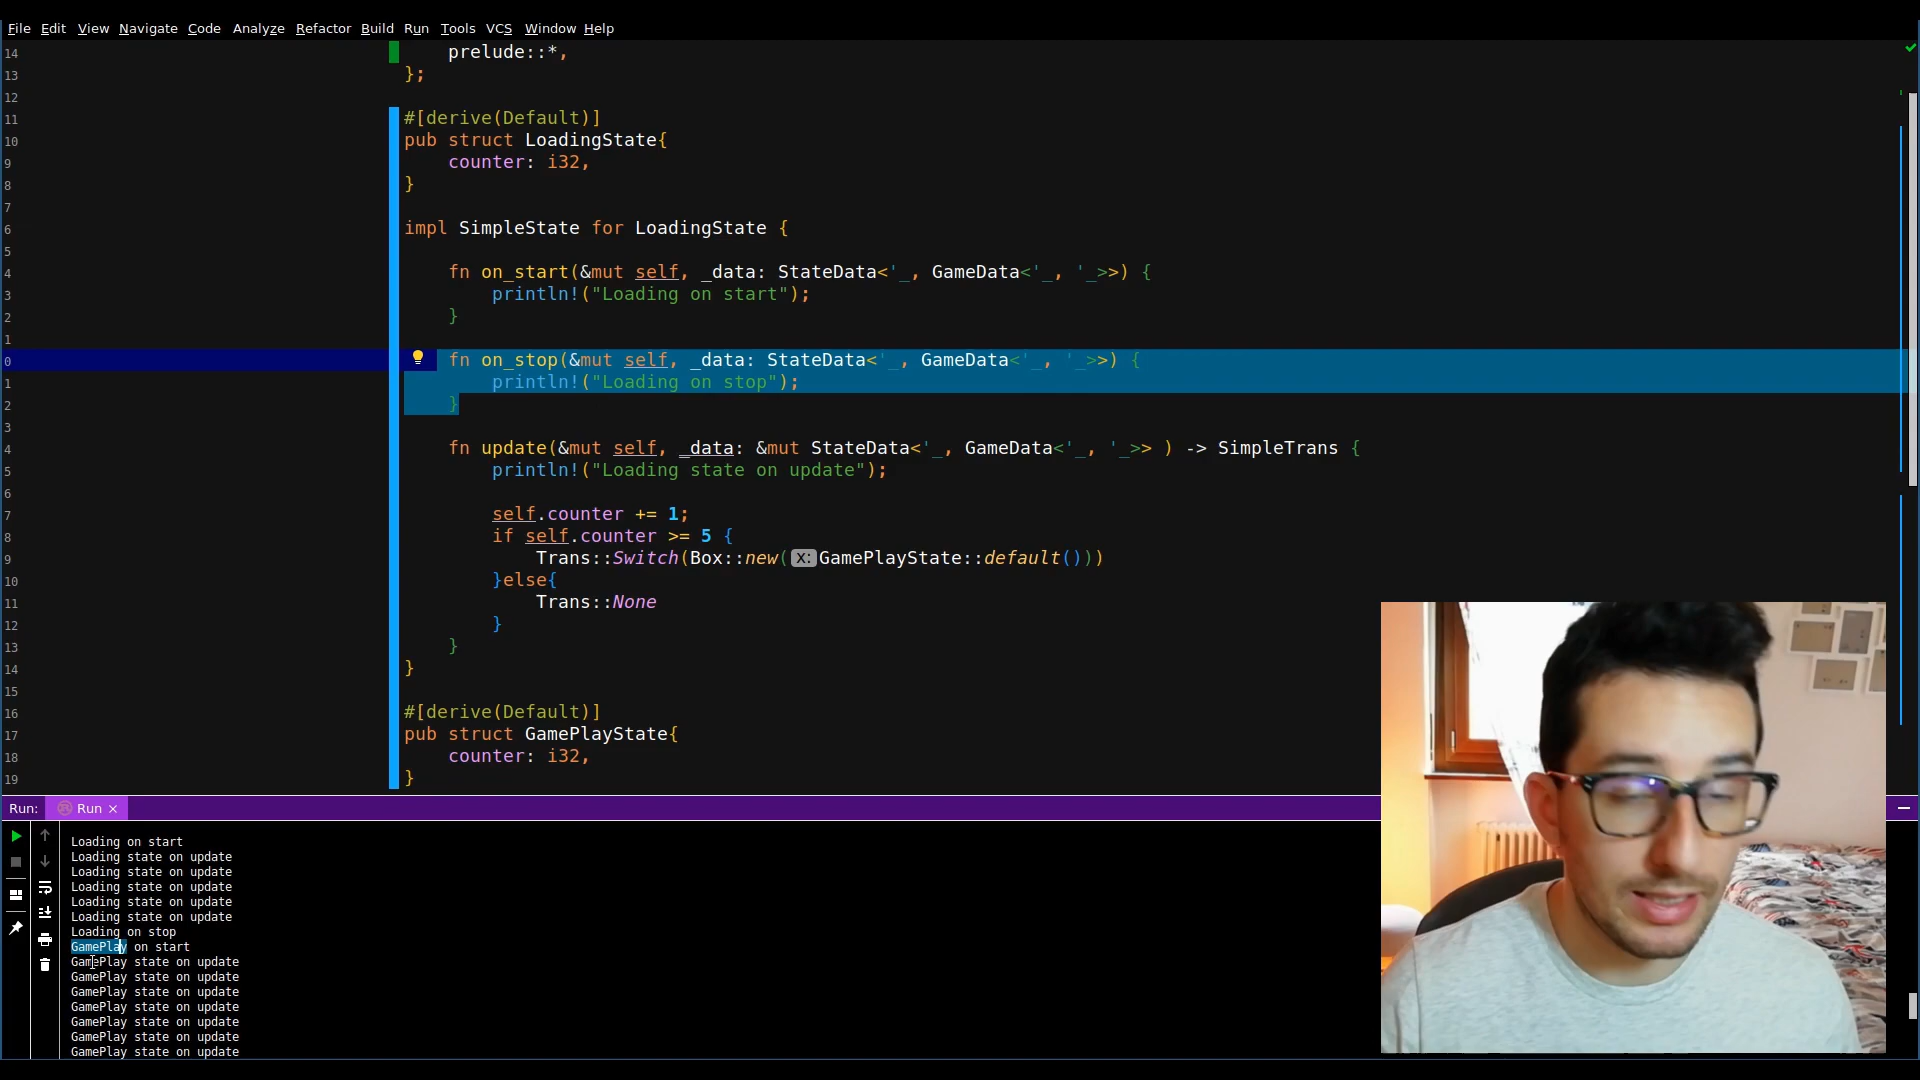 File Edit View Navigate Code Analyze Refactor Build Run Tools VCS Window Help
14 prelude::*,
13 };
12
11 #[derive(Default)]
10 pub struct LoadingState{
9 counter: i32,
8 }
7
6 impl SimpleState for LoadingState {
5
4 fn on_start(&mut self, _data: StateData<'_, GameData<'_, '_>>) {
3 println!("Loading on start");
2 }
1
0 fn on_stop(&mut self, _data: StateData<'_, GameData<'_, '_>>) {
1 println!("Loading on stop");
2 }
3
4 fn update(&mut self, _data: &mut StateData<'_, GameData<'_, '_>> ) -> SimpleTrans {
5 println!("Loading state on update");
6
7 self.counter += 1;
8 if self.counter >= 5 {
9 Trans::Switch(Box::new(x:GamePlayState::default()))
10 }else{
11 Trans::None
12 }
13 }
14 }
15
16 #[derive(Default)]
17 pub struct GamePlayState{
18 counter: i32,
19 }
Run: Run ×
Loading on start
Loading state on update
Loading state on update
Loading state on update
Loading state on update
Loading state on update
Loading on stop
GamePlay on start
GamePlay state on update
GamePlay state on update
GamePlay state on update
GamePlay state on update
GamePlay state on update
GamePlay state on update
GamePlay state on update